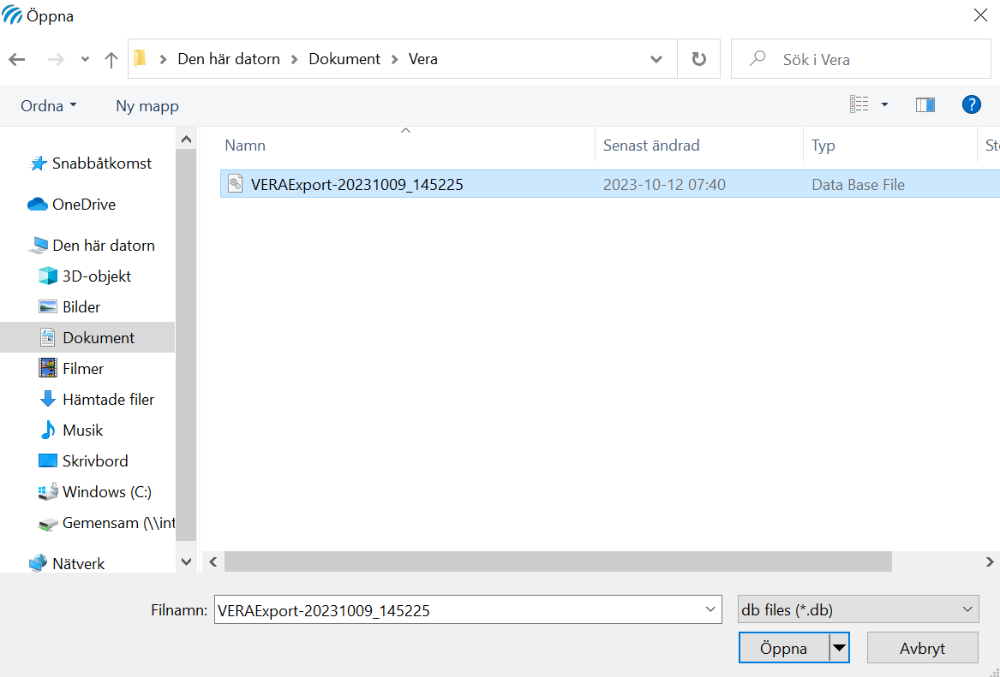 Öppna
Den här datorn Dokument Vera
Sök i Vera
Ordna Ny mapp
?
Namn Senast ändrad Typ
VERAExport-20231009_145225 2023-10-12 07:40 Data Base File
Snabbåtkomst
OneDrive
Den här datorn
3D-objekt
Bilder
Dokument
Filmer
Hämtade filer
Musik
Skrivbord
Windows (C:)
Gemensam (\\int
Nätverk
Filnamn: VERAExport-20231009_145225 db files (*.db)
Öppna Avbryt